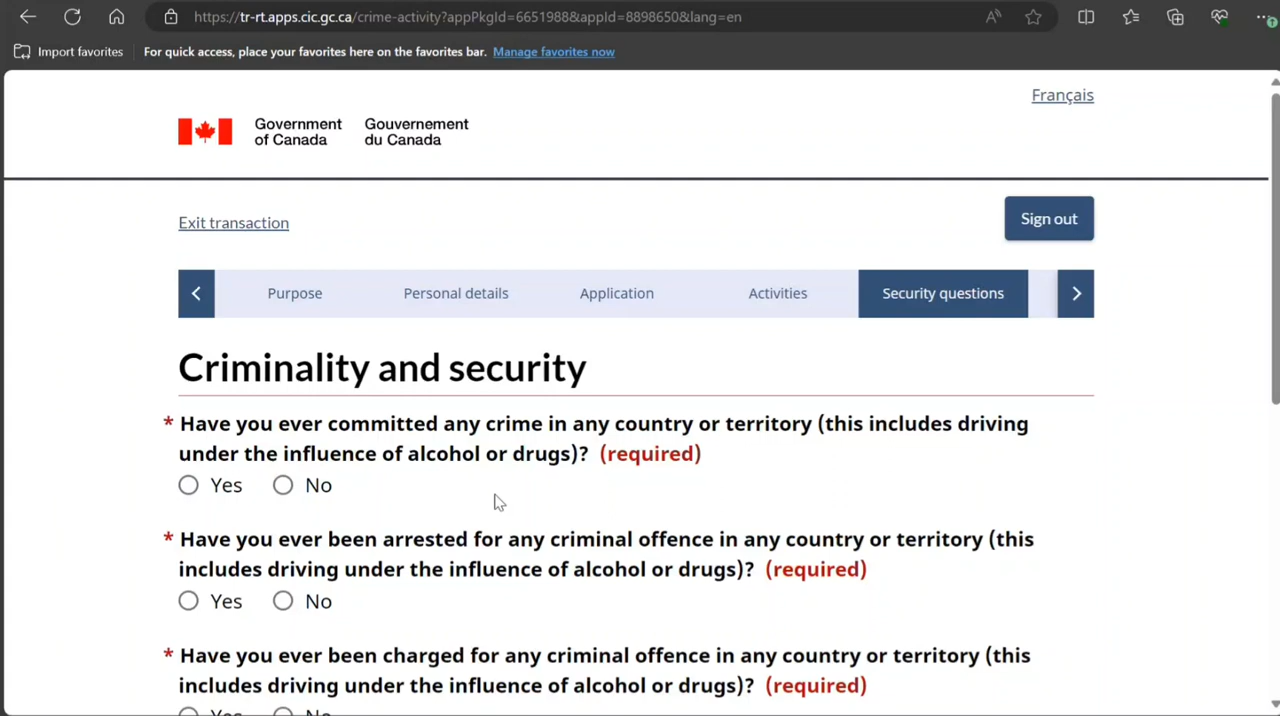 https://tr-rt.apps.cic.gc.ca/crime-activity?appPkgId=6651988&appId=8898650&lang=en
Import favorites For quick access, place your favorites here on the favorites bar. Manage favorites now
Français
Government Gouvernement
of Canada du Canada
Exit transaction
Sign out
Purpose Personal details Application Activities Security questions
Criminality and security
* Have you ever committed any crime in any country or territory (this includes driving
under the influence of alcohol or drugs)? (required)
Yes No
* Have you ever been arrested for any criminal offence in any country or territory (this
includes driving under the influence of alcohol or drugs)? (required)
Yes No
* Have you ever been charged for any criminal offence in any country or territory (this
includes driving under the influence of alcohol or drugs)? (required)
Yes No